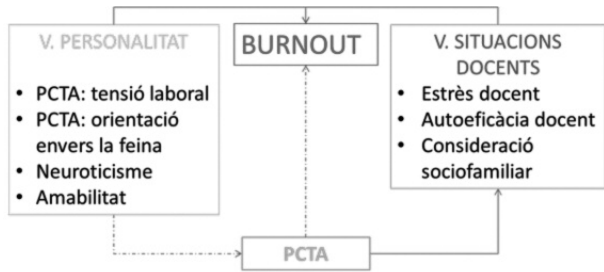 V. PERSONALITAT
• PCTA: tensió laboral
• PCTA: orientació
envers la feina
• Neuroticisme
• Amabilitat
BURNOUT
V. SITUACIONS
DOCENTS
• Estrès docent
• Autoeficàcia docent
• Consideració
sociofamiliar
PCTA